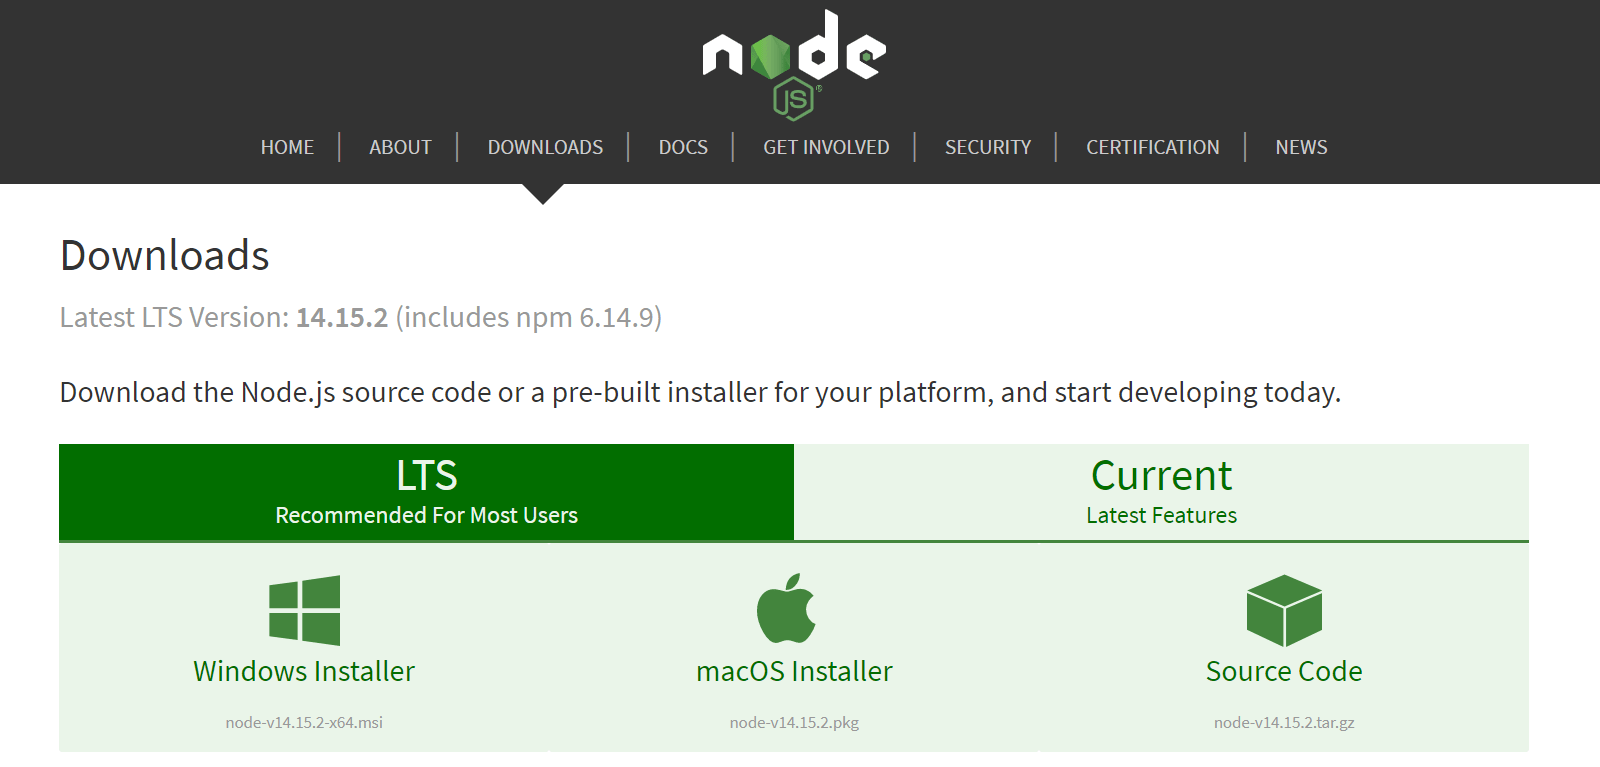 node
JS®
HOME | ABOUT | DOWNLOADS | DOCS | GET INVOLVED | SECURITY | CERTIFICATION | NEWS
Downloads
Latest LTS Version: 14.15.2 (includes npm 6.14.9)
Download the Node.js source code or a pre-built installer for your platform, and start developing today.
LTS
Recommended For Most Users
Current
Latest Features
Windows Installer
node-v14.15.2-x64.msi
macOS Installer
node-v14.15.2.pkg
Source Code
node-v14.15.2.tar.gz